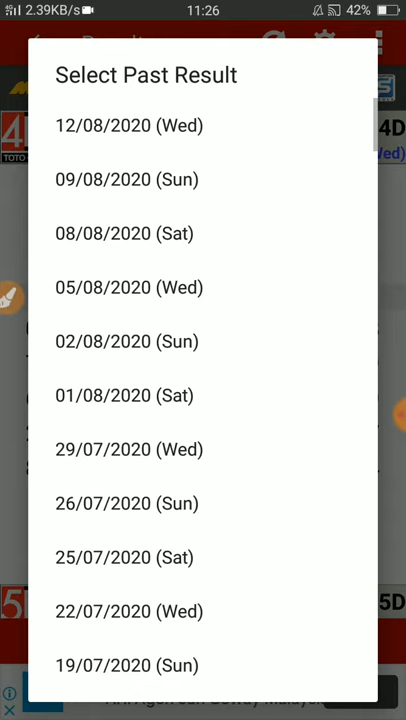 2.39KB/s 11:26 42%
Select Past Result
4D
TOTO
12/08/2020 (Wed)
09/08/2020 (Sun)
08/08/2020 (Sat)
05/08/2020 (Wed)
02/08/2020 (Sun)
01/08/2020 (Sat)
29/07/2020 (Wed)
26/07/2020 (Sun)
25/07/2020 (Sat)
22/07/2020 (Wed)
5D
19/07/2020 (Sun)